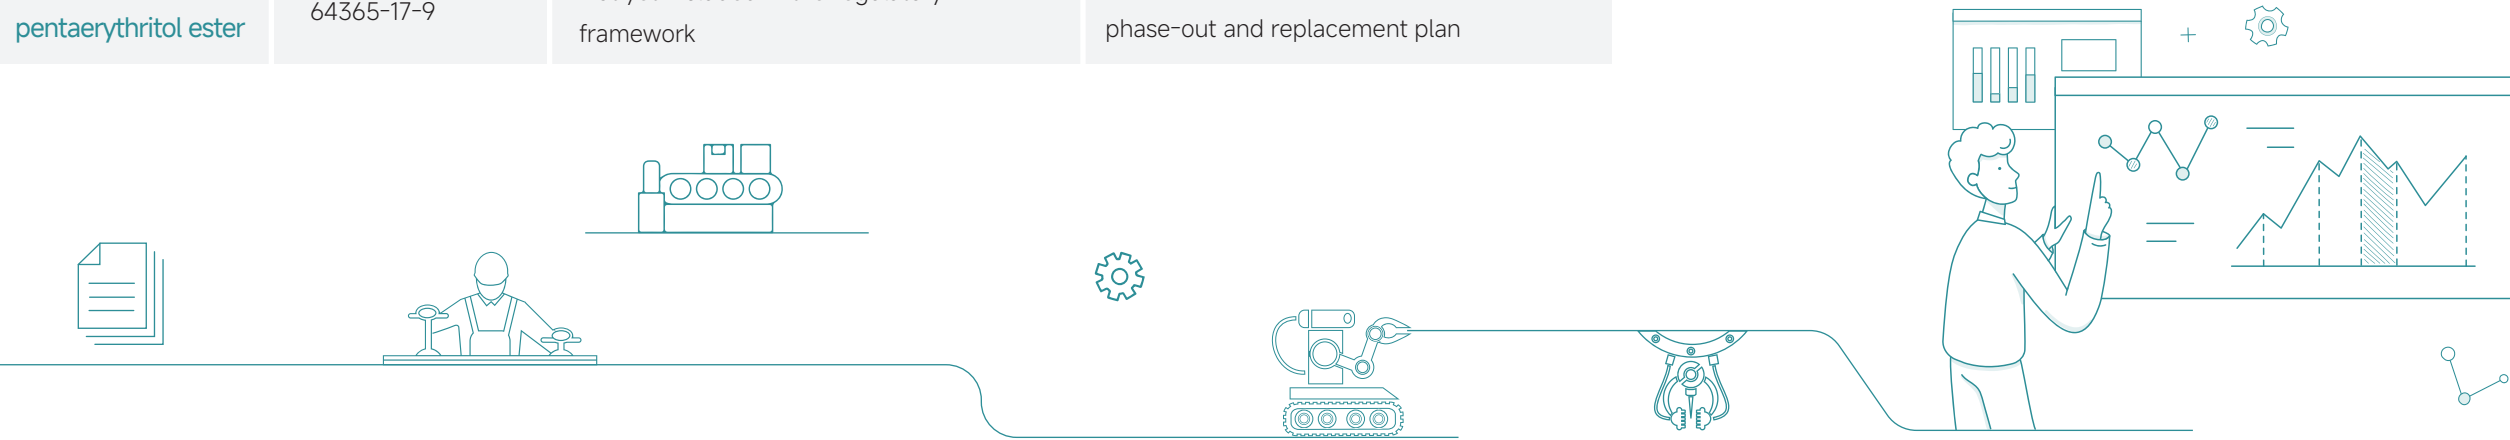 64365-17-9
pentaerythritol ester
framework
phase-out and replacement plan